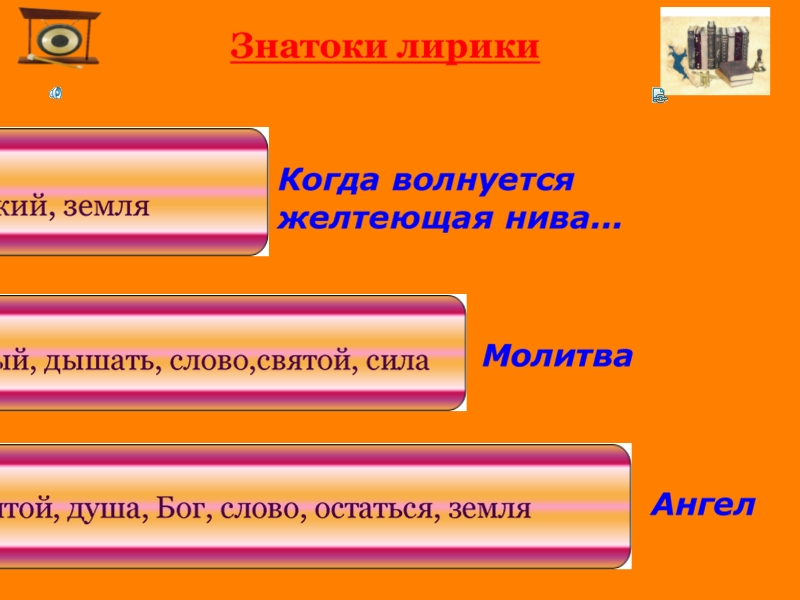 Знатоки лирики
Когда волнуется
желтеющая нива...
кий, земля
ый, дышать, слово,святой, сила
Молитва
той, душа, Бог, слово, остаться, земля
Ангел